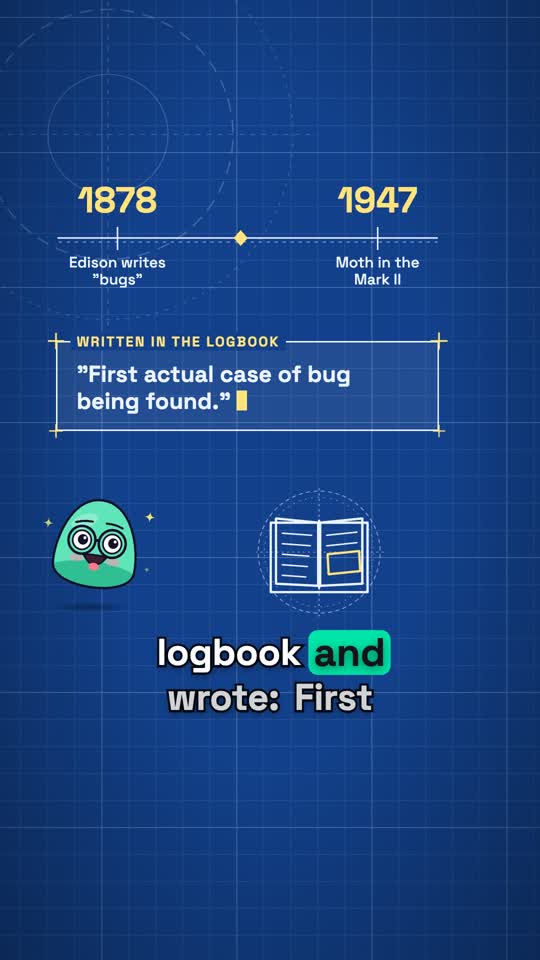 1878
1947
Edison writes
"bugs"
Moth in the
Mark II
WRITTEN IN THE LOGBOOK
"First actual case of bug
being found."
logbook and
wrote: First